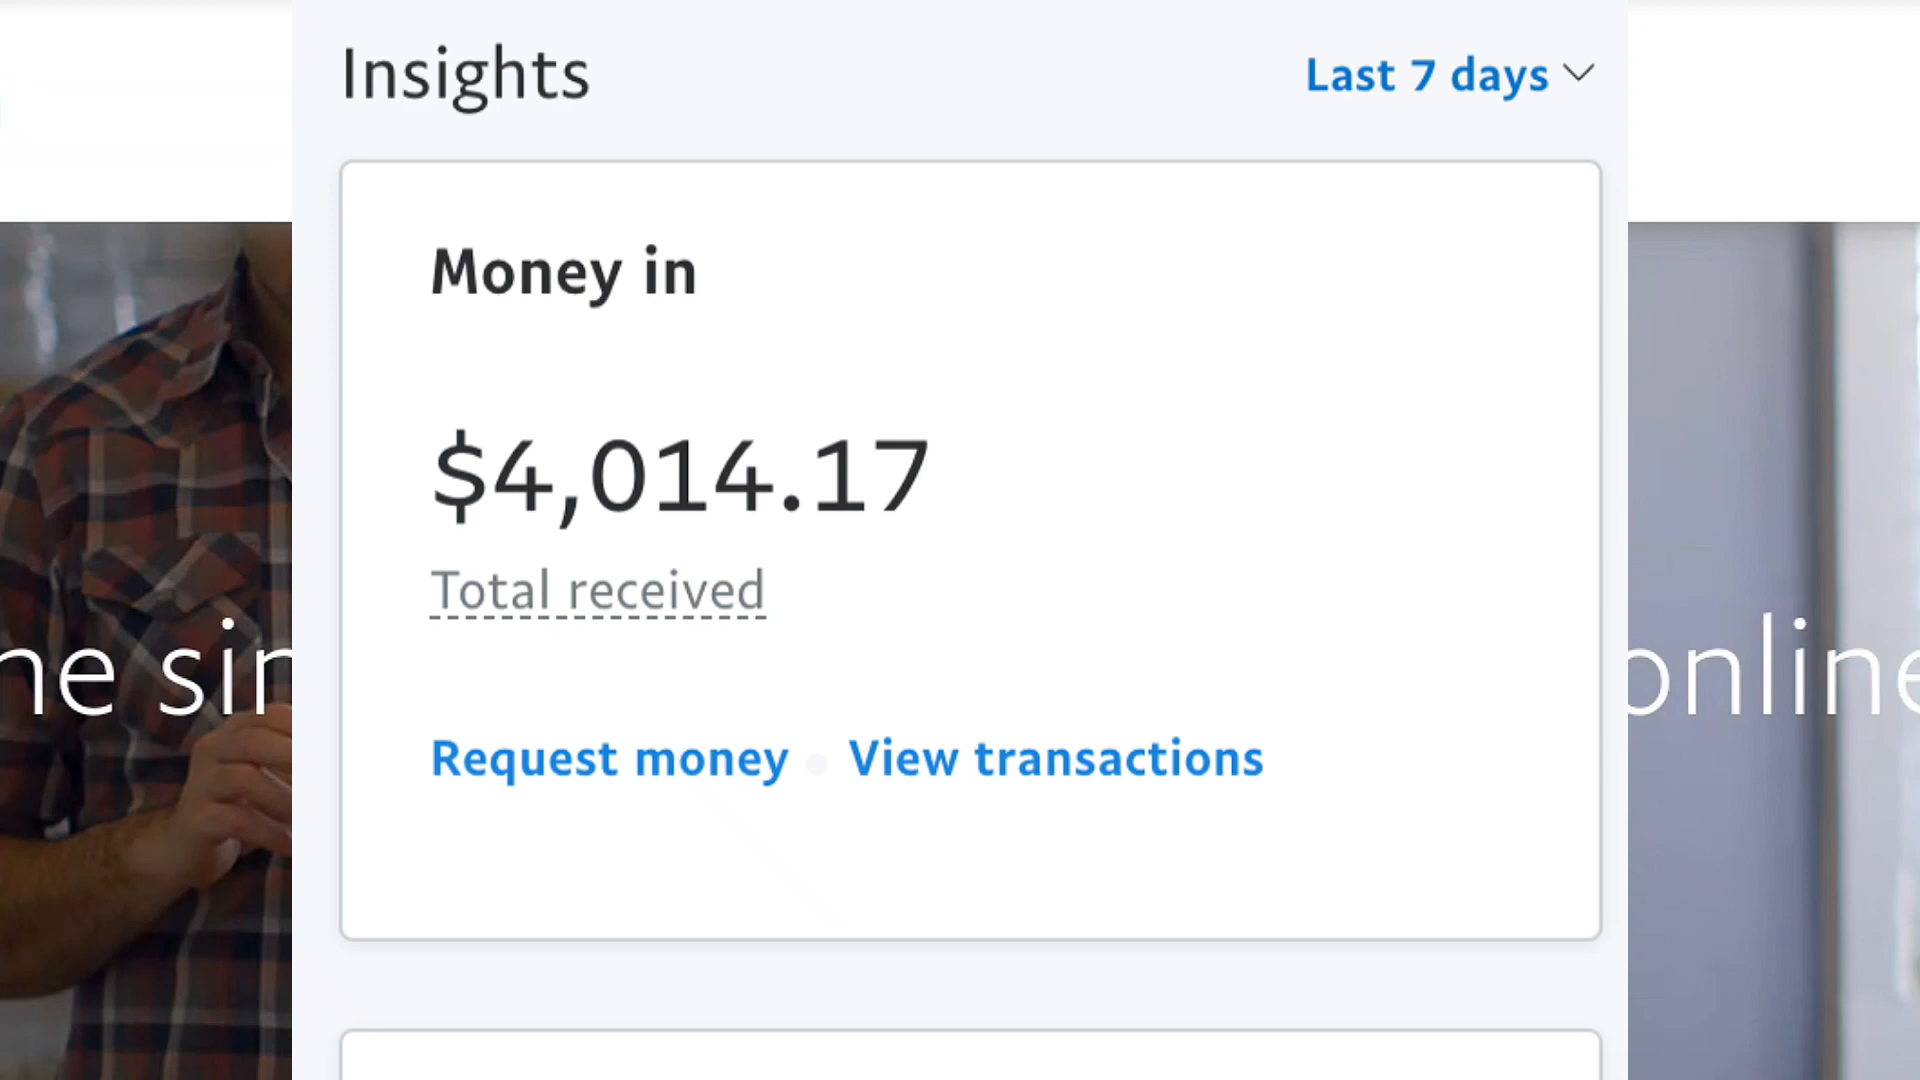 Insights
Last 7 days
Money in
$4,014.17
Total received
online
Request money
View transactions